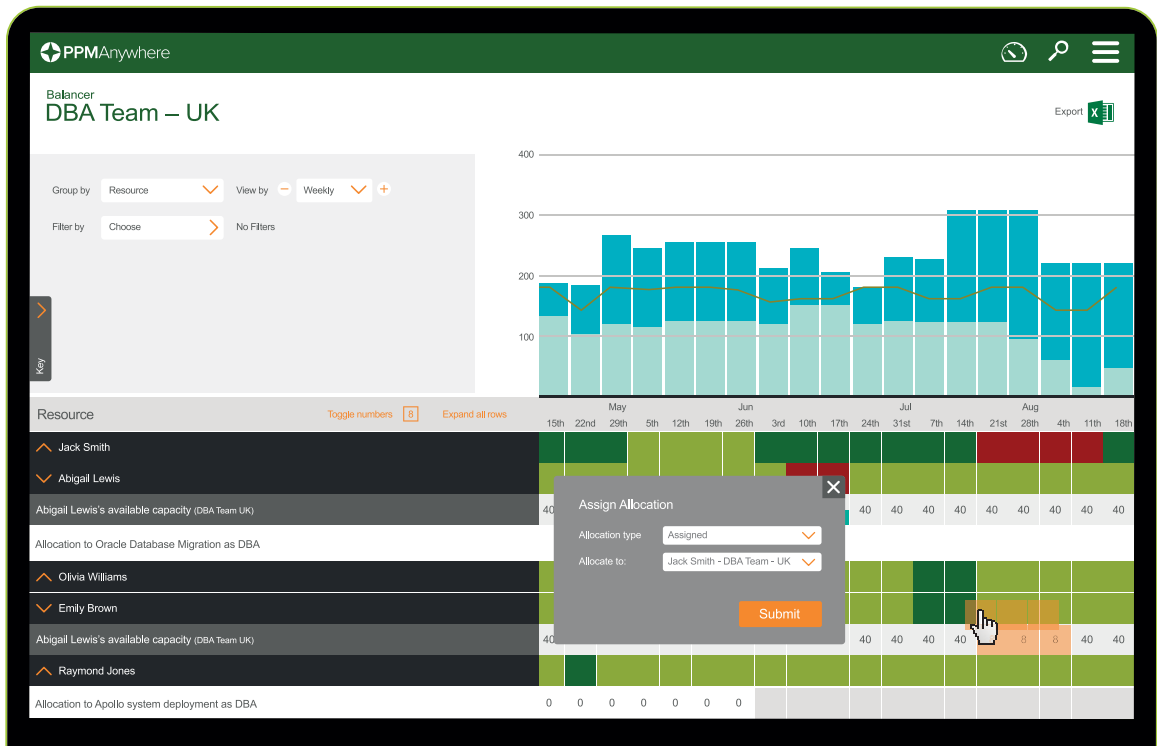 PPMAnywhere
Balancer
DBA Team – UK
Export
X
Group by Resource View by − Weekly +
Filter by Choose No Filters
Key
400
300
200
100
Resource Toggle numbers 8 Expand all rows
May Jun Jul Aug
15th 22nd 29th 5th 12th 19th 26th 3rd 10th 17th 24th 31st 7th 14th 21st 28th 4th 11th 18th
Jack Smith
Abigail Lewis
Abigail Lewis's available capacity (DBA Team UK) 40 40 40 40 40 40 40 40 40 40
Allocation to Oracle Database Migration as DBA
Assign Allocation
Allocation type Assigned
Allocate to: Jack Smith - DBA Team - UK
Submit
Olivia Williams
Emily Brown
Abigail Lewis's available capacity (DBA Team UK) 40 40 40 40 8 8 40 40
Raymond Jones
Allocation to Apollo system deployment as DBA 0 0 0 0 0 0 0